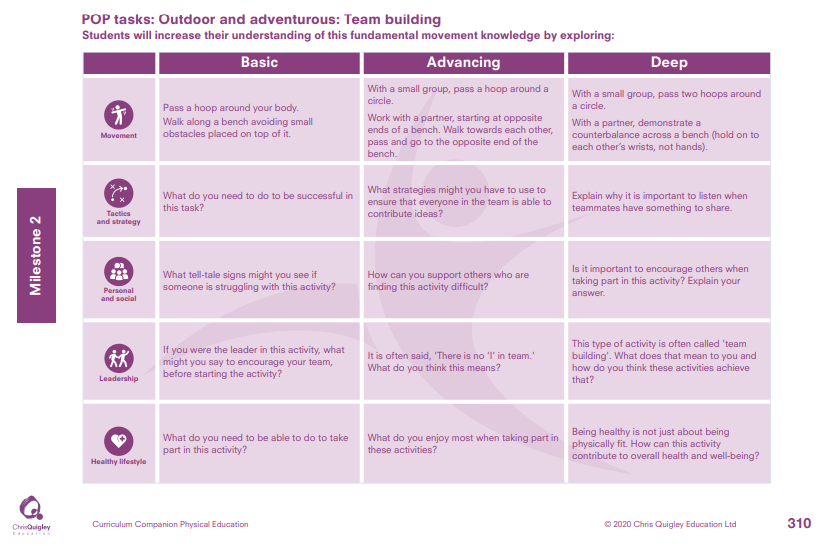 POP tasks: Outdoor and adventurous: Team building
Students will increase their understanding of this fundamental movement knowledge by exploring:
Basic
Advancing
Deep
Movement
Pass a hoop around your body.
Walk along a bench avoiding small
obstacles placed on top of it.
With a small group, pass a hoop around a
circle.
Work with a partner, starting at opposite
ends of a bench. Walk towards each other,
pass and go to the opposite end of the
bench.
With a small group, pass two hoops around
a circle.
With a partner, demonstrate a
counterbalance across a bench (hold on to
each other's wrists, not hands).
Milestone 2
Tactics
and strategy
What do you need to do to be successful in
this task?
What strategies might you have to use to
ensure that everyone in the team is able to
contribute ideas?
Explain why it is important to listen when
teammates have something to share.
Personal
and social
What tell-tale signs might you see if
someone is struggling with this activity?
How can you support others who are
finding this activity difficult?
Is it important to encourage others when
taking part in this activity? Explain your
answer.
Leadership
If you were the leader in this activity, what
might you say to encourage your team,
before starting the activity?
It is often said, 'There is no 'I' in team.'
What do you think this means?
This type of activity is often called 'team
building'. What does that mean to you and
how do you think these activities achieve
that?
Healthy lifestyle
What do you need to be able to do to take
part in this activity?
What do you enjoy most when taking part in
these activities?
Being healthy is not just about being
physically fit. How can this activity
contribute to overall health and well-being?
ChrisQuigley
Education
Curriculum Companion Physical Education
© 2020 Chris Quigley Education Ltd
310